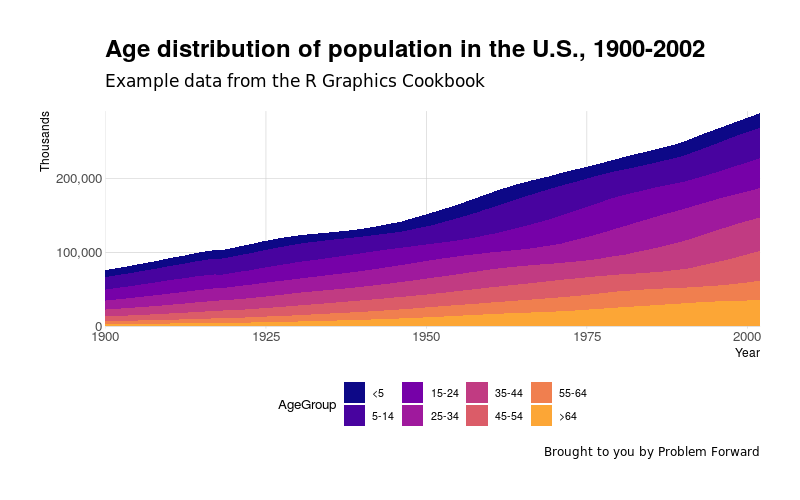 Age distribution of population in the U.S., 1900-2002
Example data from the R Graphics Cookbook
Thousands
200,000
100,000
0
1900 1925 1950 1975 2000
Year
AgeGroup
<5 15-24 35-44 55-64
5-14 25-34 45-54 >64
Brought to you by Problem Forward